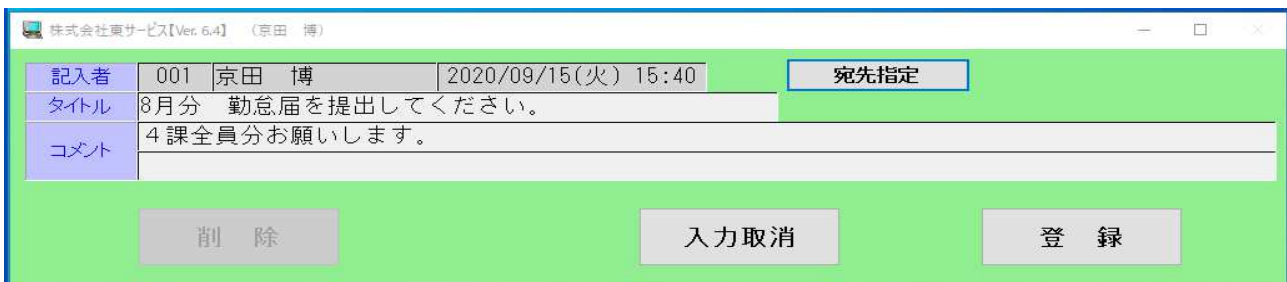 株式会社東サービス【Ver. 6.4】 （京田　博）
記入者 001 京田　博 2020/09/15(火) 15:40 宛先指定
タイトル 8月分　勤怠届を提出してください。
コメント ４課全員分お願いします。
削　除 入力取消 登　録